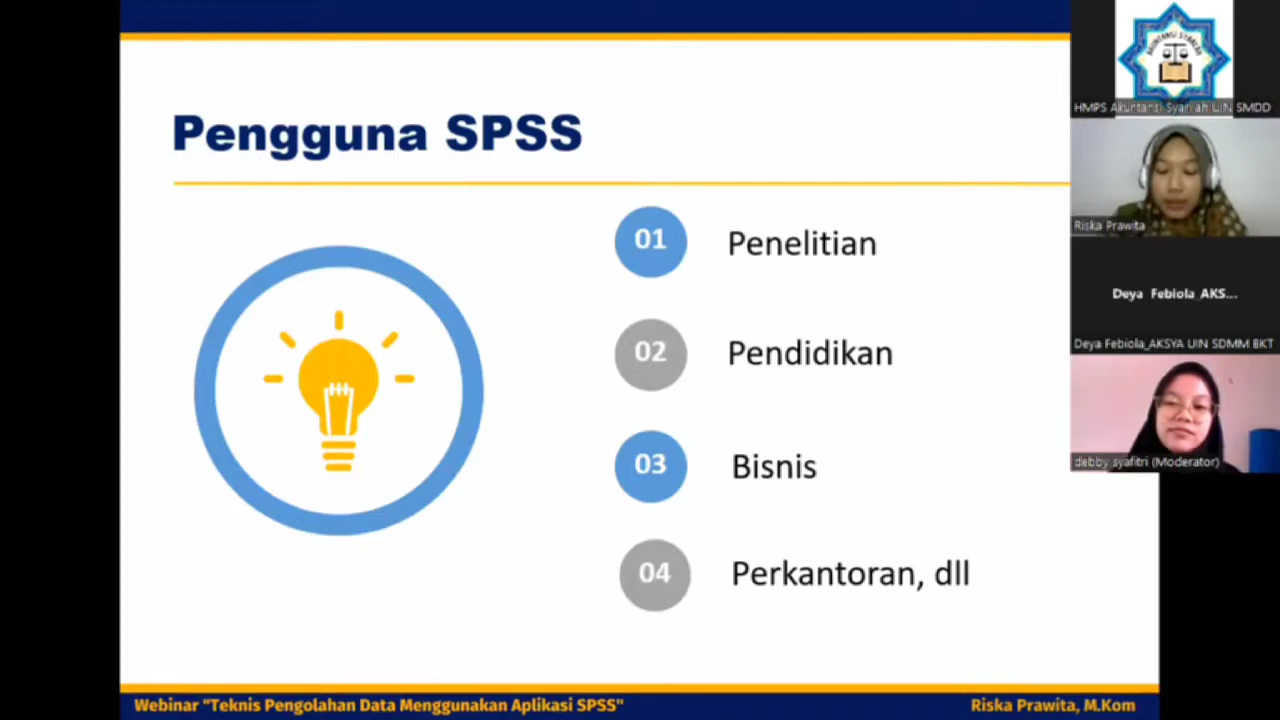 Pengguna SPSS
01 Penelitian
02 Pendidikan
03 Bisnis
04 Perkantoran, dll
Webinar "Teknis Pengolahan Data Menggunakan Aplikasi SPSS"
Riska Prawita, M.Kom
AKUNTANSI SYARIAH
HMPS Akuntansi Syariah UIN SMDD
Riska Prawita
Deya Febiola_AKS...
Deya Febiola_AKSYA UIN SDMM BKT
debby syafitri (Moderator)